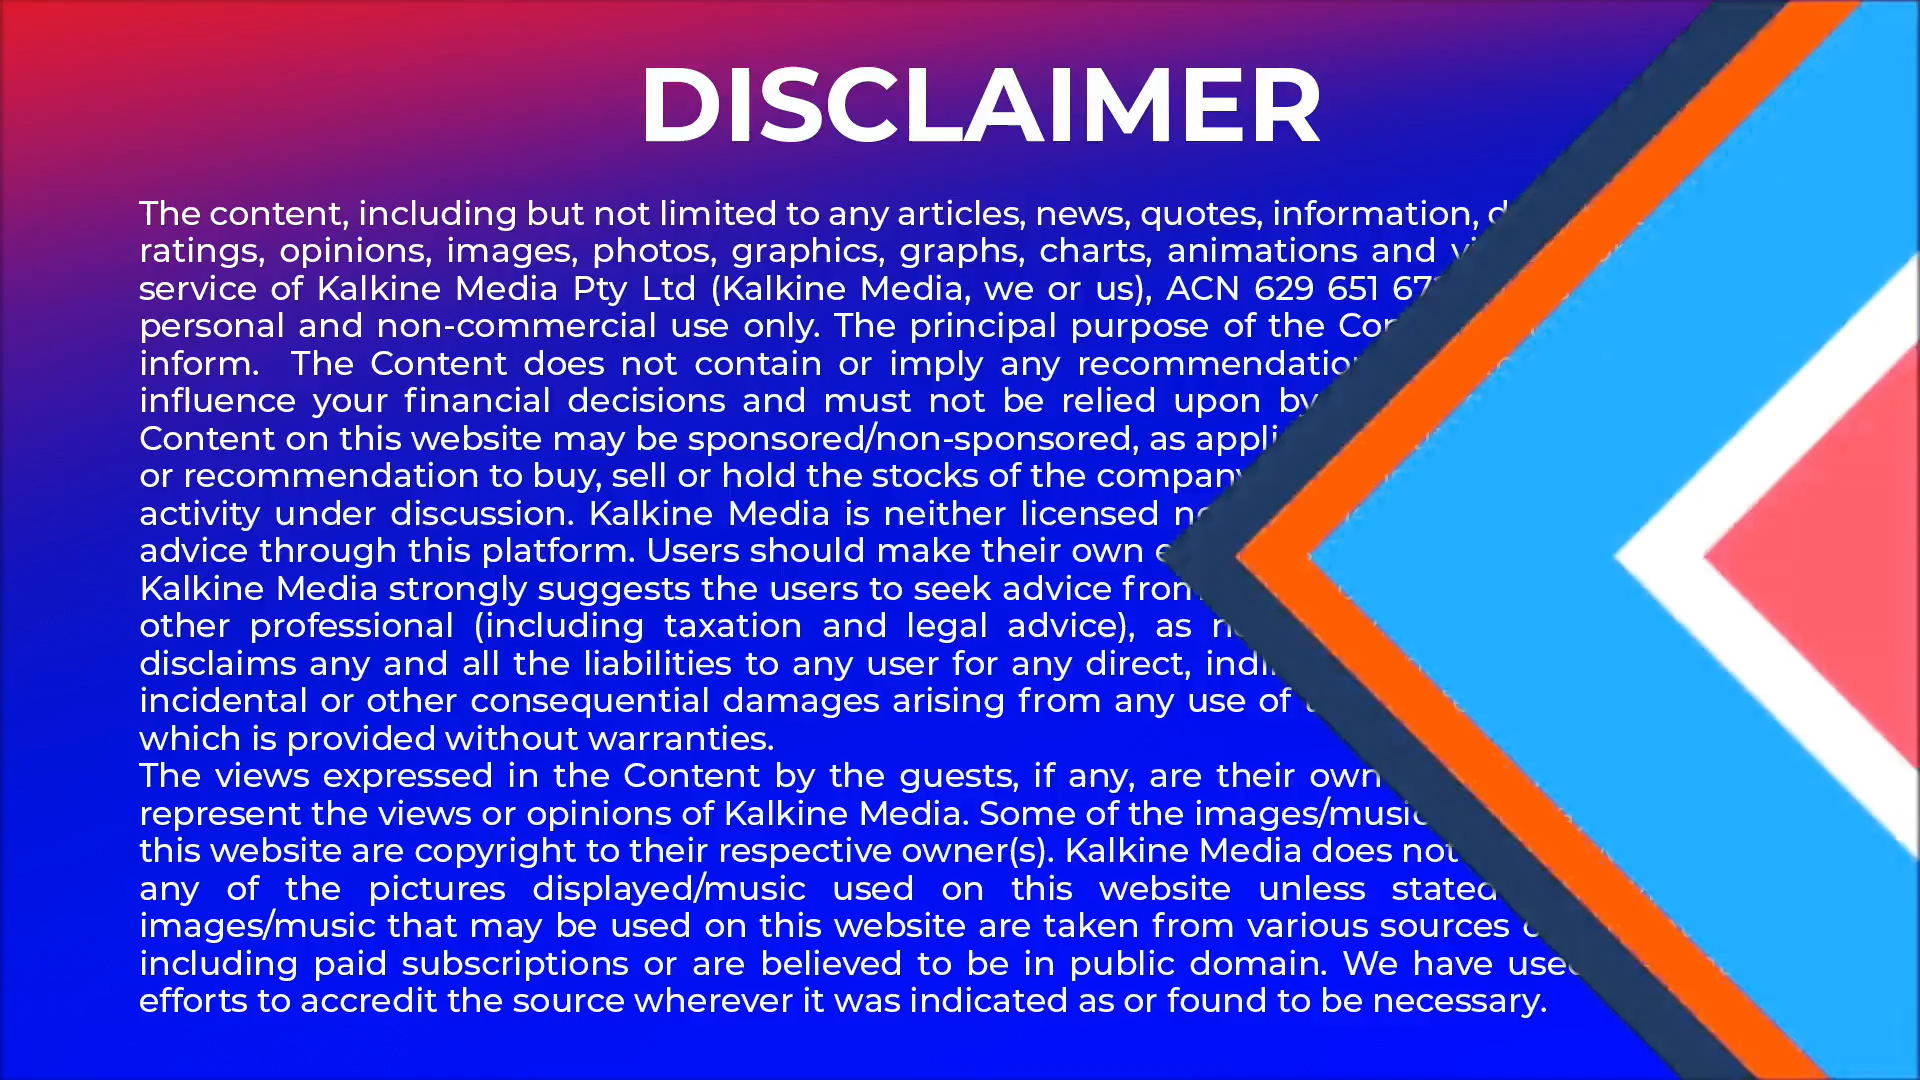 DISCLAIMER
The content, including but not limited to any articles, news, quotes, information,
ratings, opinions, images, photos, graphics, graphs, charts, animations and
service of Kalkine Media Pty Ltd (Kalkine Media, we or us), ACN 629 651
personal and non-commercial use only. The principal purpose of the
inform. The Content does not contain or imply any
influence your financial decisions and must not be relied upon by
Content on this website may be sponsored/non-sponsored, as
or recommendation to buy, sell or hold the stocks of the company
activity under discussion. Kalkine Media is neither licensed
advice through this platform. Users should make their own
Kalkine Media strongly suggests the users to seek advice from
other professional (including taxation and legal advice), as
disclaims any and all the liabilities to any user for any direct,
incidental or other consequential damages arising from any use of
which is provided without warranties.
The views expressed in the Content by the guests, if any, are their own
represent the views or opinions of Kalkine Media. Some of the images/music
this website are copyright to their respective owner(s). Kalkine Media does not
any of the pictures displayed/music used on this website unless stated
images/music that may be used on this website are taken from various sources
including paid subscriptions or are believed to be in public domain. We have used
efforts to accredit the source wherever it was indicated as or found to be necessary.